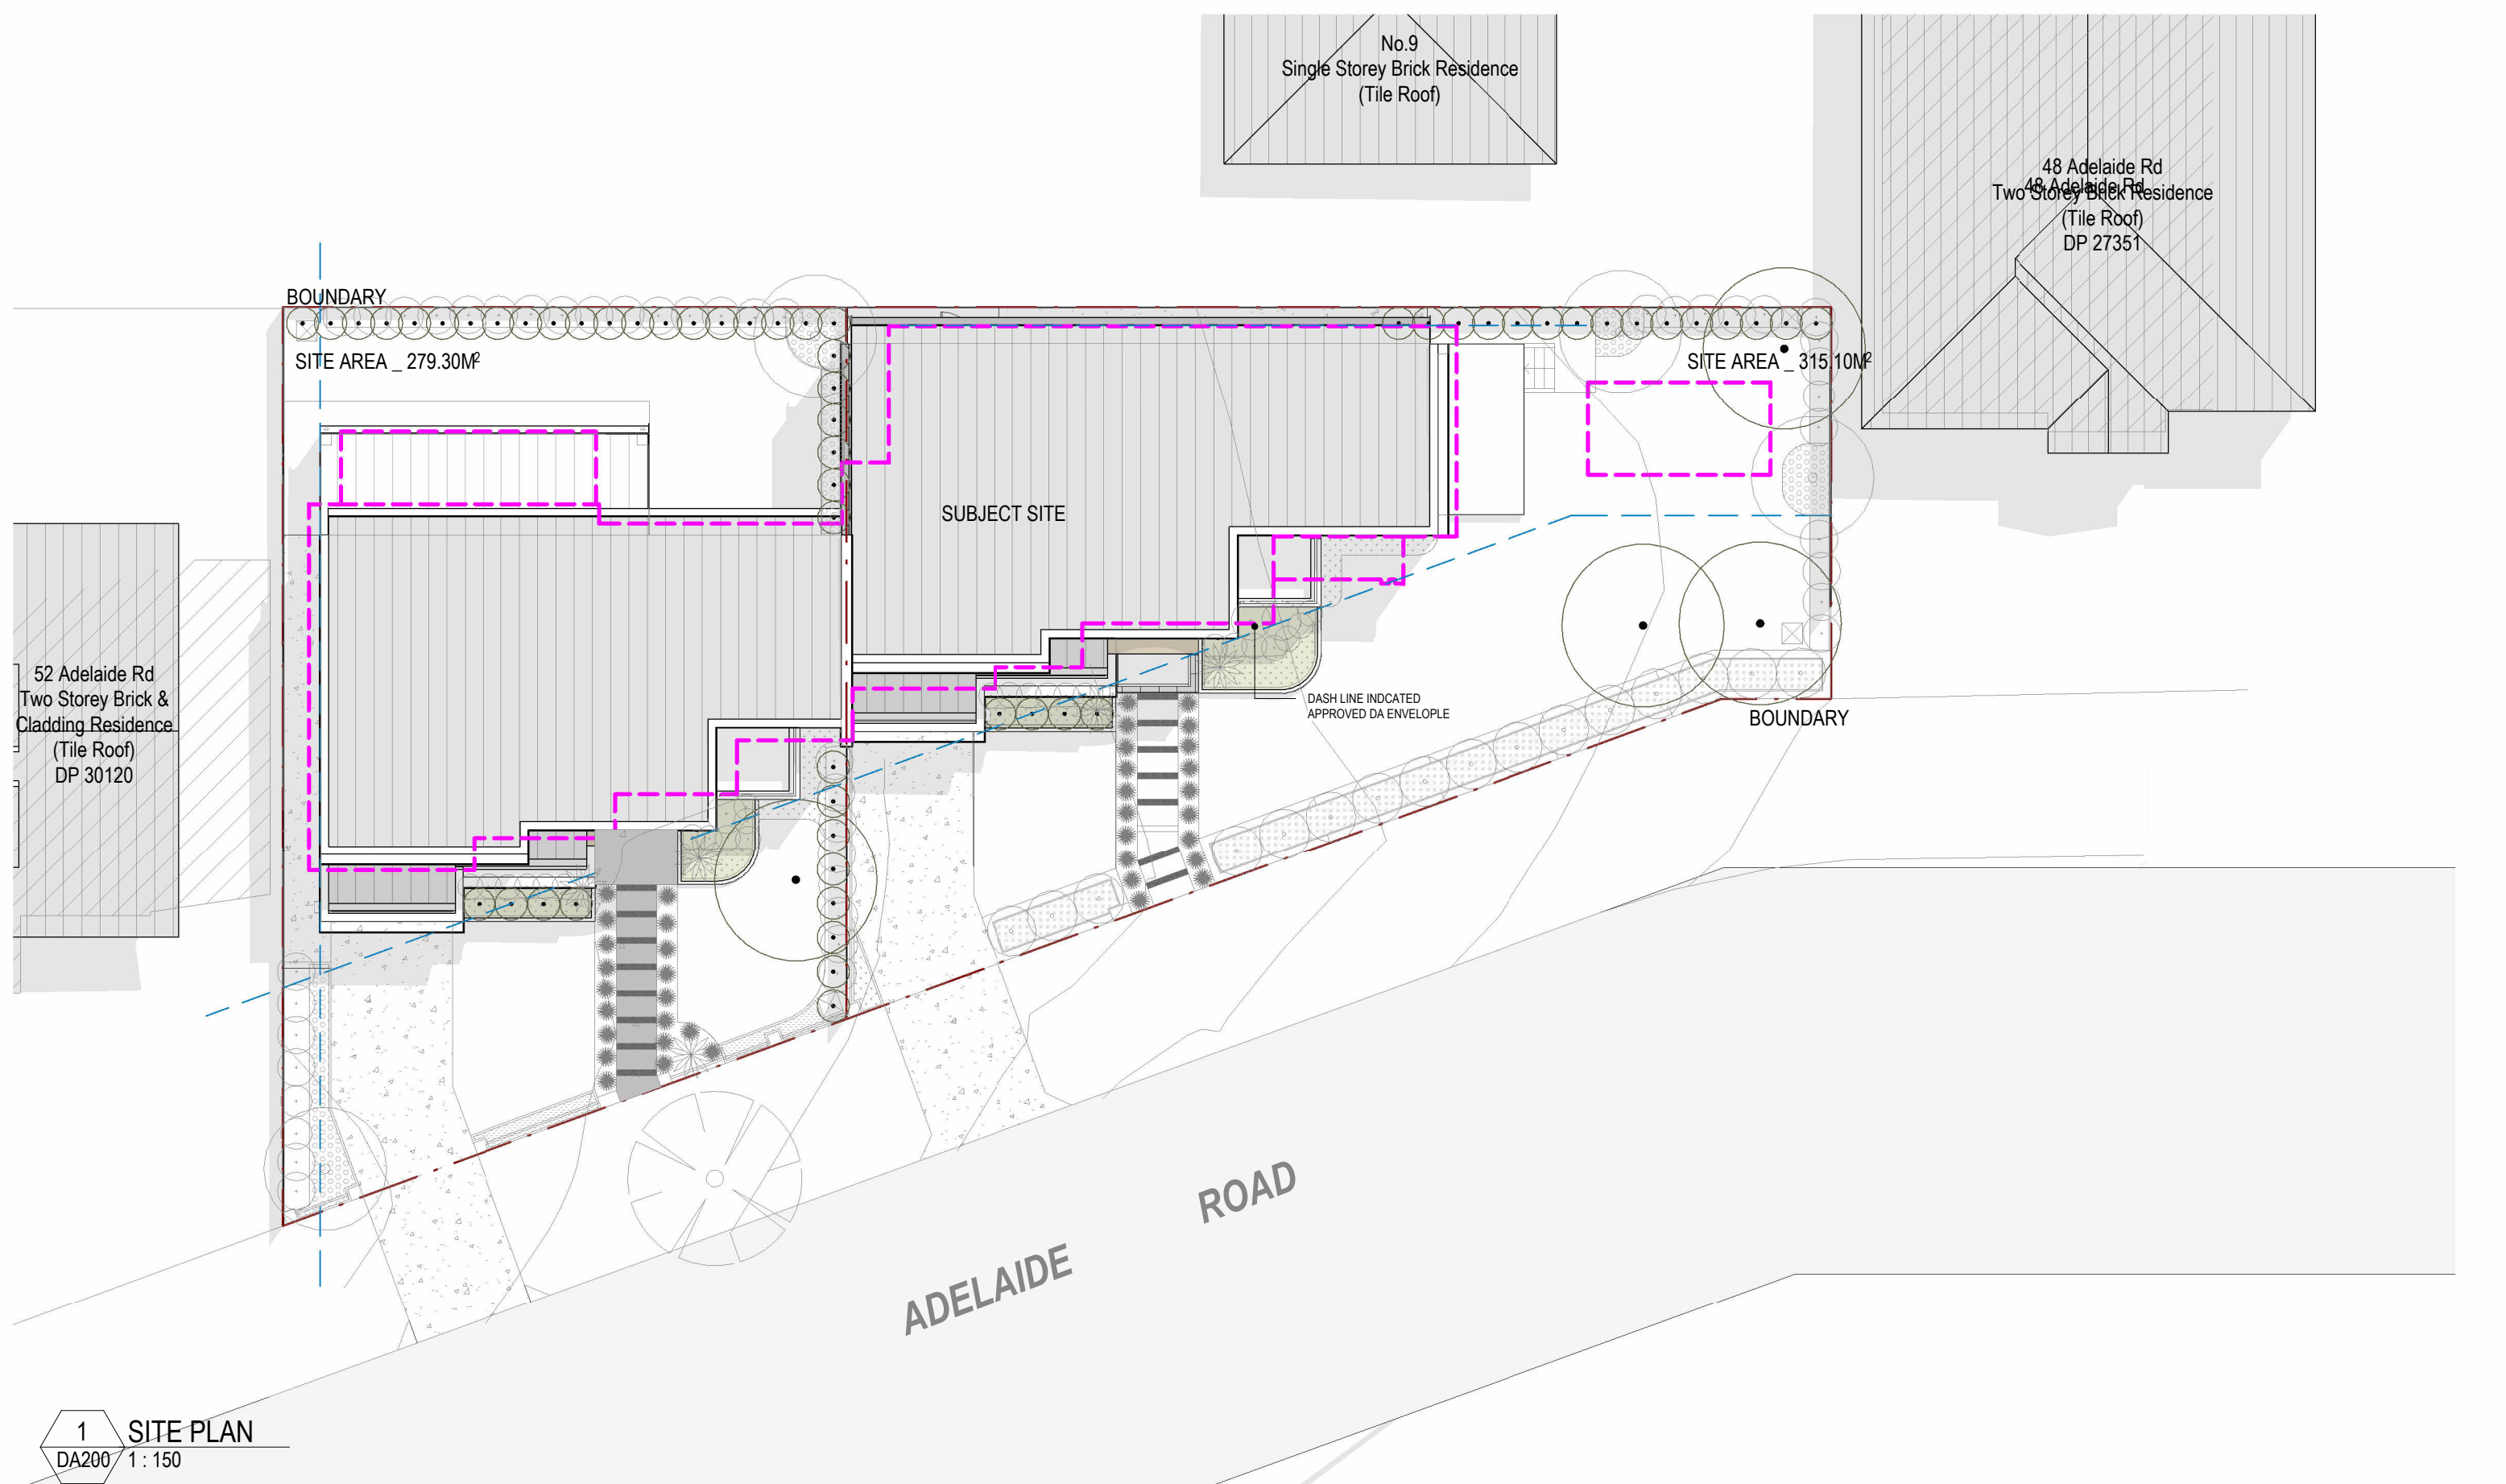 No.9
Single Storey Brick Residence
(Tile Roof)
48 Adelaide Rd
48 Adelaide Rd
Two Storey Brick Residence
(Tile Roof)
DP 27351
BOUNDARY
SITE AREA _ 279.30M²
SITE AREA _ 315.10M²
SUBJECT SITE
52 Adelaide Rd
Two Storey Brick &
Cladding Residence
(Tile Roof)
DP 30120
DASH LINE INDCATED
APPROVED DA ENVELOPLE
BOUNDARY
ADELAIDE ROAD
1
DA200
SITE PLAN
1 : 150